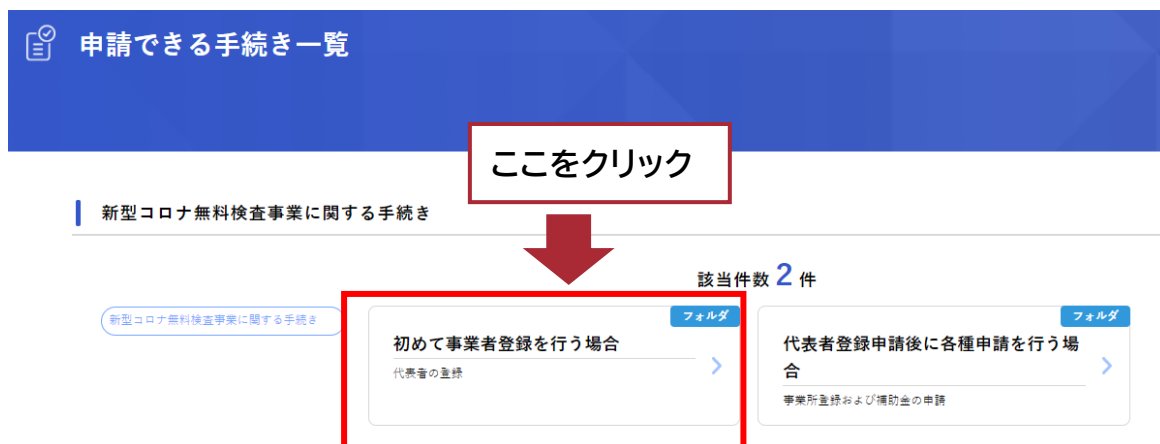 申請できる手続き一覧
ここをクリック
新型コロナ無料検査事業に関する手続き
該当件数 2 件
新型コロナ無料検査事業に関する手続き
フォルダ
初めて事業者登録を行う場合
代表者の登録
フォルダ
代表者登録申請後に各種申請を行う場
合
事業所登録および補助金の申請